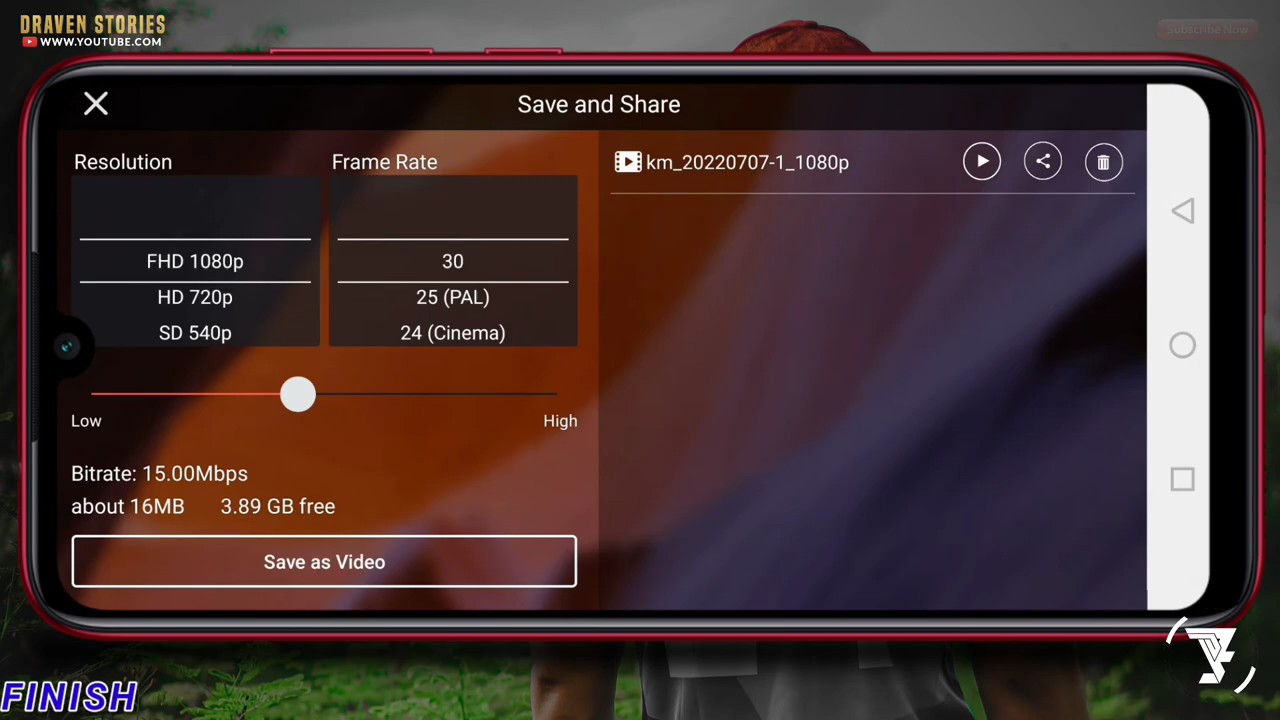 DRAVEN STORIES
WWW.YOUTUBE.COM
Subscribe Now
Save and Share
Resolution
Frame Rate
km_20220707-1_1080p
FHD 1080p
30
HD 720p
25 (PAL)
SD 540p
24 (Cinema)
Low
High
Bitrate: 15.00Mbps
about 16MB 3.89 GB free
Save as Video
FINISH